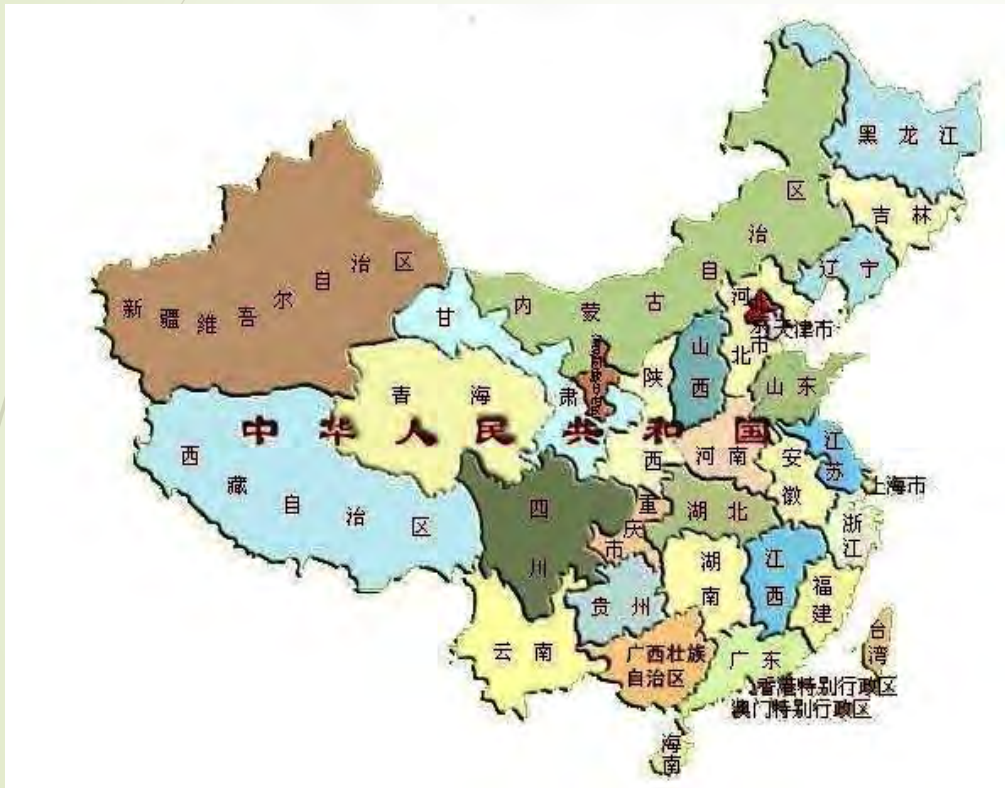 黑龙江
吉林
辽宁
内蒙古自治区
新疆维吾尔自治区
甘肃
青海
西藏自治区
中华人民共和国
河北
天津市
山西
陕西
山东
河南
江苏
安徽
上海市
四川
重庆市
湖北
浙江
湖南
江西
福建
贵州
云南
广西壮族
自治区
广东
台湾
香港特别行政区
澳门特别行政区
海南